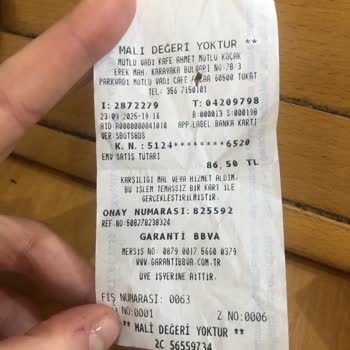 MALI DEĞERİ YOKTUR **
MUTLU VADİ KAFE AHMET MUTLU KOÇAK
EREK MAH. KARAYAKA BULVARI NO:28 3
PARKVADİ MUTLU VADİ CAFE 60500 TOKAT
TEL: 356 7150101
I: 2872279 T: 04209798
23-09-2025-19:16 B:000013 S:000198
AID:A0000000041010 APP LABEL BANKA KARTI
VER:SBDTS8DS
K. N. : 5124********6520
EMV SATIŞ TUTARI
86,50 TL
KARŞILIĞI MAL VEYA HİZMET ALDIM.
BU İŞLEM TEMASSIZ BİR KART İLE
GERÇEKLEŞTİRİLMİŞTİR.
ONAY NUMARASI: 825592
REF.NO:508278238324
GARANTİ BBVA
MERSİS NO: 0879 0017 5660 0379
WWW.GARANTIBBVA.COM.TR
ÜYE İŞYERİNE AİTTİR.
FİŞ NUMARASI: 0063
NO:0001 Z NO:0006
** MALİ DEĞERİ YOKTUR **
2C 56559734